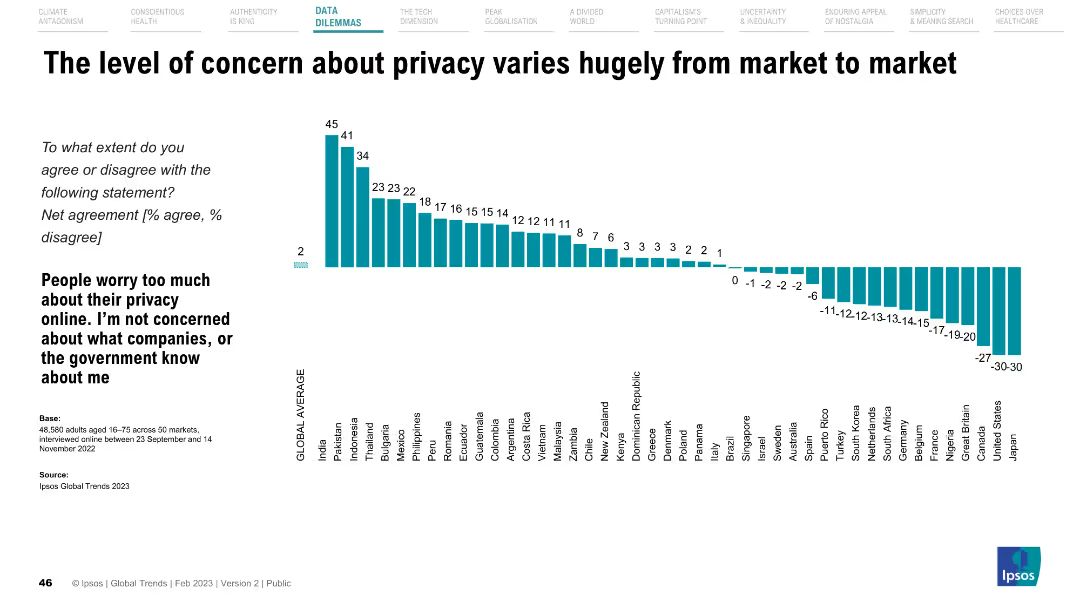 CLIMATE
ANTAGONISM
CONSCIENTIOUS
HEALTH
AUTHENTICITY
IS KING
DATA
DILEMMAS
THE TECH
DIMENSION
PEAK
GLOBALISATION
A DIVIDED
WORLD
CAPITALISM'S
TURNING POINT
UNCERTAINTY
& INEQUALITY
ENDURING APPEAL
OF NOSTALGIA
SIMPLICITY
& MEANING SEARCH
CHOICES OVER
HEALTHCARE
The level of concern about privacy varies hugely from market to market
To what extent do you
agree or disagree with the
following statement?
Net agreement [% agree, %
disagree]
People worry too much
about their privacy
online. I'm not concerned
about what companies, or
the government know
about me
Base:
48,580 adults aged 16–75 across 50 markets,
interviewed online between 23 September and 14
November 2022
Source:
Ipsos Global Trends 2023
2 45 41 34 23 23 22 18 17 16 15 15 14 12 12 11 11 8 7 6 3 3 3 3 2 2 1 0 -1 -2 -2 -2 -6 -11 -12 -12 -13 -13 -14 -15 -17 -19 -20 -27 -30 -30
GLOBAL AVERAGE
India
Pakistan
Indonesia
Thailand
Bulgaria
Mexico
Philippines
Peru
Romania
Ecuador
Guatemala
Colombia
Argentina
Costa Rica
Vietnam
Malaysia
Zambia
Chile
New Zealand
Kenya
Dominican Republic
Greece
Denmark
Poland
Panama
Italy
Brazil
Singapore
Israel
Sweden
Australia
Spain
Puerto Rico
Turkey
South Korea
Netherlands
South Africa
Germany
Belgium
France
Nigeria
Great Britain
Canada
United States
Japan
46
© Ipsos | Global Trends | Feb 2023 | Version 2 | Public
Ipsos